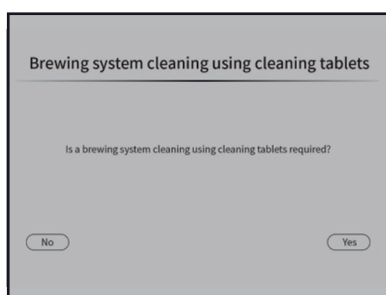 Brewing system cleaning using cleaning tablets
Is a brewing system cleaning using cleaning tablets required?
No
Yes